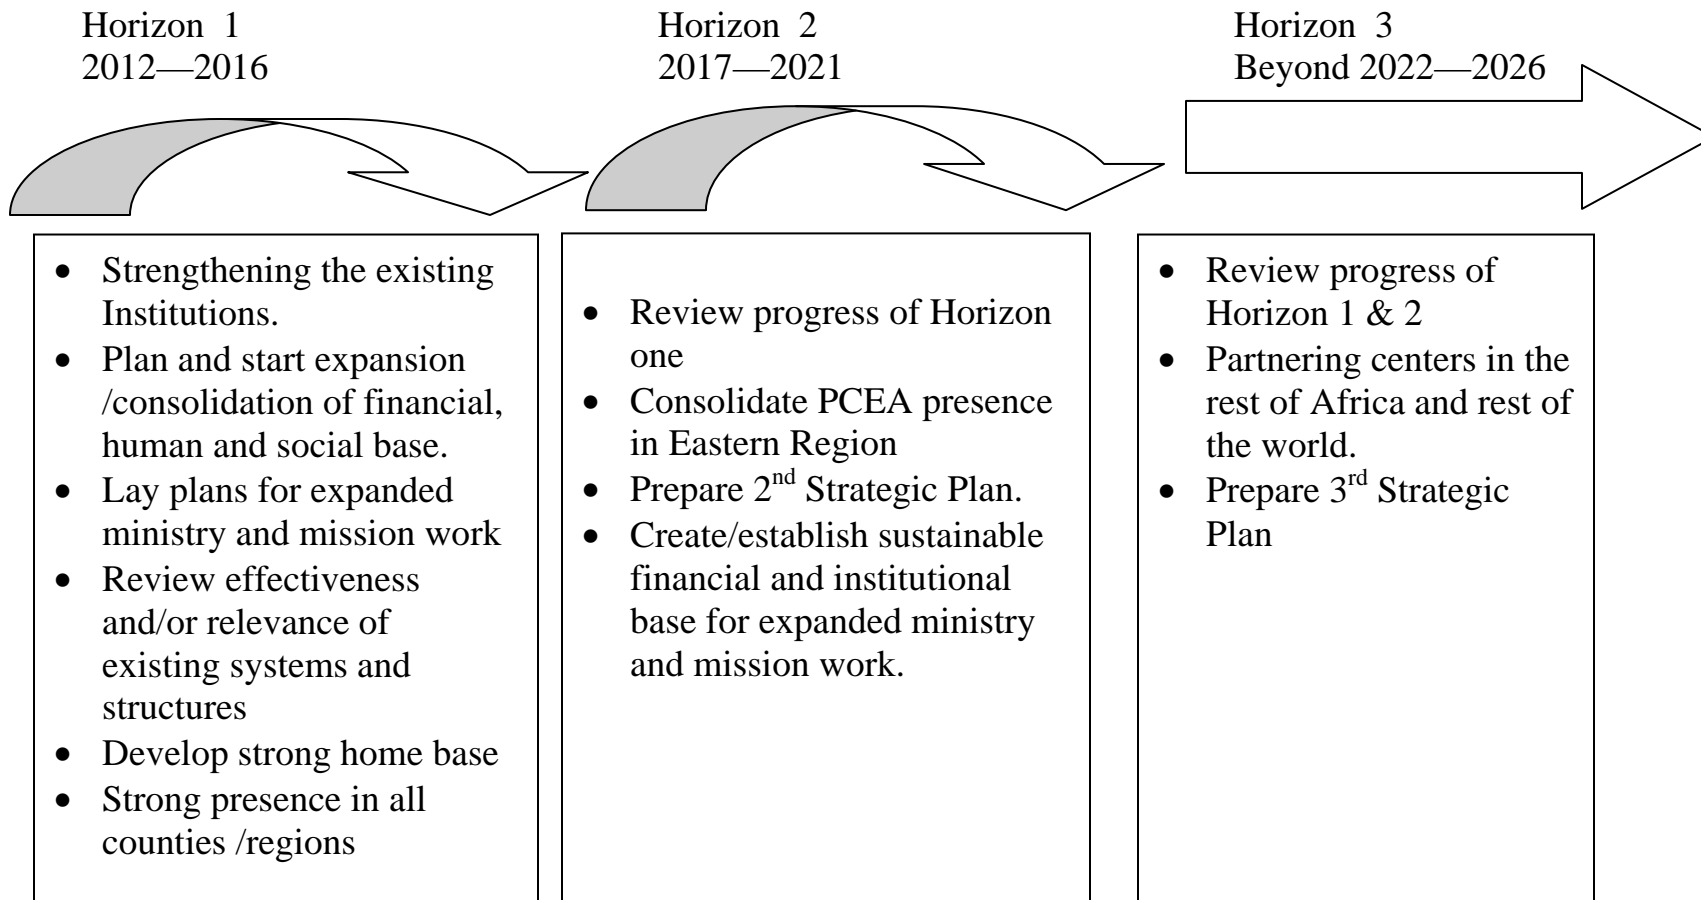 Horizon 1
2012—2016
Horizon 2
2017—2021
Horizon 3
Beyond 2022—2026
• Strengthening the existing
Institutions.
• Plan and start expansion
/consolidation of financial,
human and social base.
• Lay plans for expanded
ministry and mission work
• Review effectiveness
and/or relevance of
existing systems and
structures
• Develop strong home base
• Strong presence in all
counties /regions
• Review progress of Horizon
one
• Consolidate PCEA presence
in Eastern Region
• Prepare 2nd Strategic Plan.
• Create/establish sustainable
financial and institutional
base for expanded ministry
and mission work.
• Review progress of
Horizon 1 & 2
• Partnering centers in the
rest of Africa and rest of
the world.
• Prepare 3rd Strategic
Plan